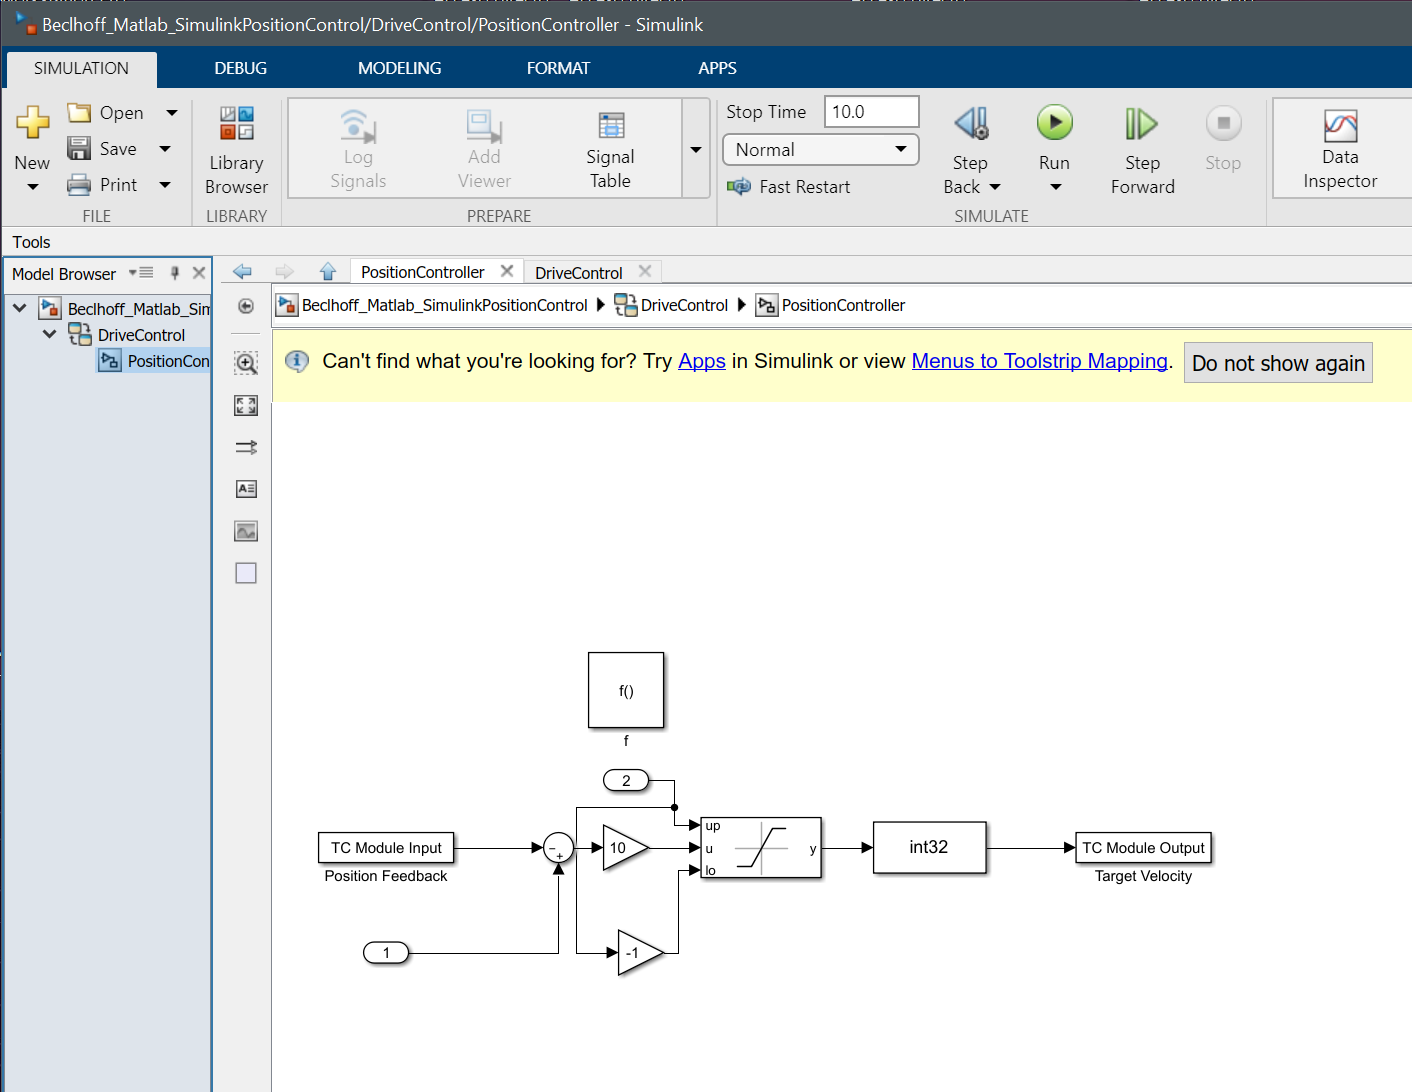 Beclhoff_Matlab_SimulinkPositionControl/DriveControl/PositionController - Simulink
SIMULATION DEBUG MODELING FORMAT APPS
New
Open
Save
Print
FILE
Library
Browser
LIBRARY
Log
Signals
Add
Viewer
Signal
Table
PREPARE
Stop Time 10.0
Normal
Fast Restart
Step
Back
Run
Step
Forward
Stop
SIMULATE
Data
Inspector
Tools
Model Browser
Beclhoff_Matlab_Sim
DriveControl
PositionCon
PositionController DriveControl
Beclhoff_Matlab_SimulinkPositionControl DriveControl PositionController
Can't find what you're looking for? Try Apps in Simulink or view Menus to Toolstrip Mapping. Do not show again
f()
f
2
TC Module Input
Position Feedback
10
up
u
lo
y
int32
TC Module Output
Target Velocity
1
-1